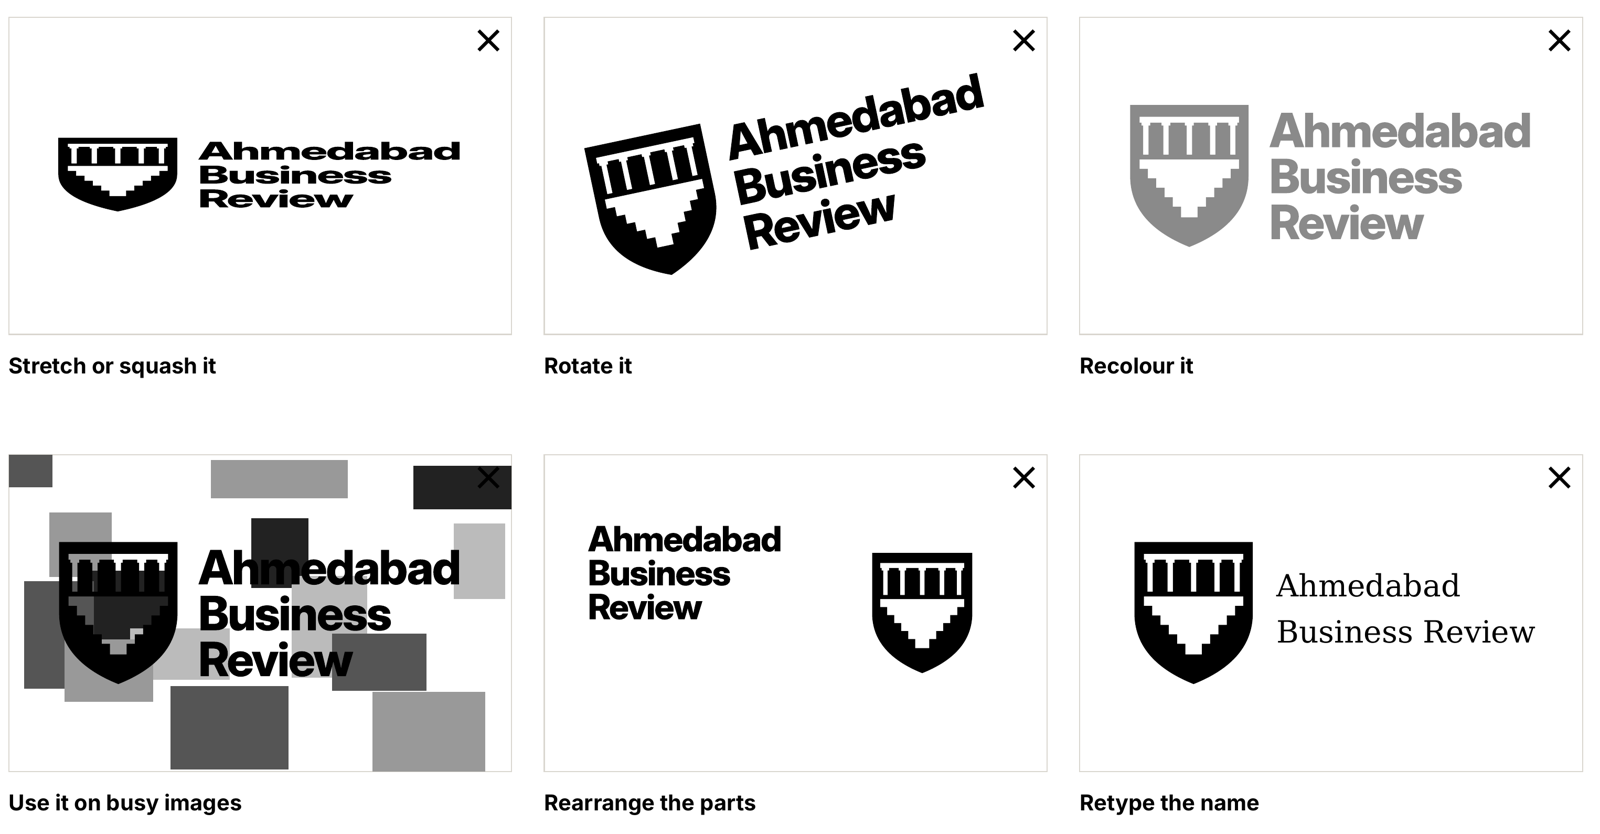 Ahmedabad
Business
Review
Stretch or squash it
Ahmedabad
Business
Review
Rotate it
Ahmedabad
Business
Review
Recolour it
Ahmedabad
Business
Review
Use it on busy images
Ahmedabad
Business
Review
Rearrange the parts
Ahmedabad
Business Review
Retype the name